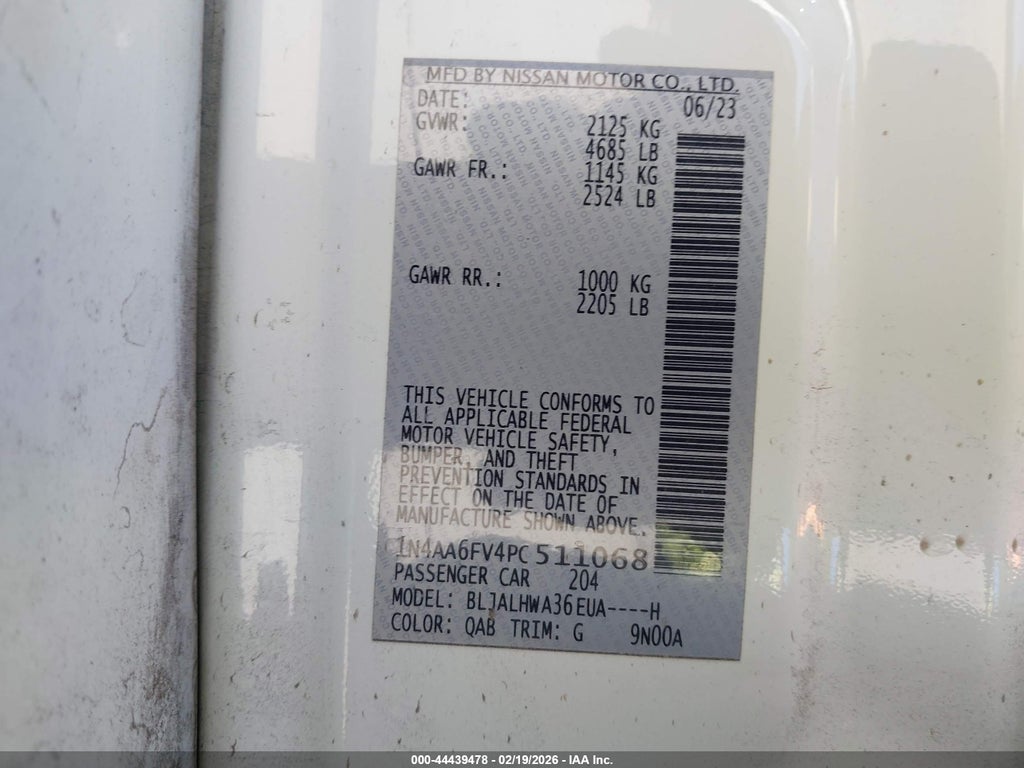 MFD BY NISSAN MOTOR CO., LTD.
DATE: 06/23
GVWR: 2125 KG
4685 LB
GAWR FR.: 1145 KG
2524 LB
GAWR RR.: 1000 KG
2205 LB
THIS VEHICLE CONFORMS TO
ALL APPLICABLE FEDERAL
MOTOR VEHICLE SAFETY,
BUMPER, AND THEFT
PREVENTION STANDARDS IN
EFFECT ON THE DATE OF
MANUFACTURE SHOWN ABOVE.
1N4AA6FV4PC511068
PASSENGER CAR 204
MODEL: BLJALHWA36EUA----H
COLOR: QAB TRIM: G 9N00A
000-44439478 - 02/19/2026 - IAA Inc.